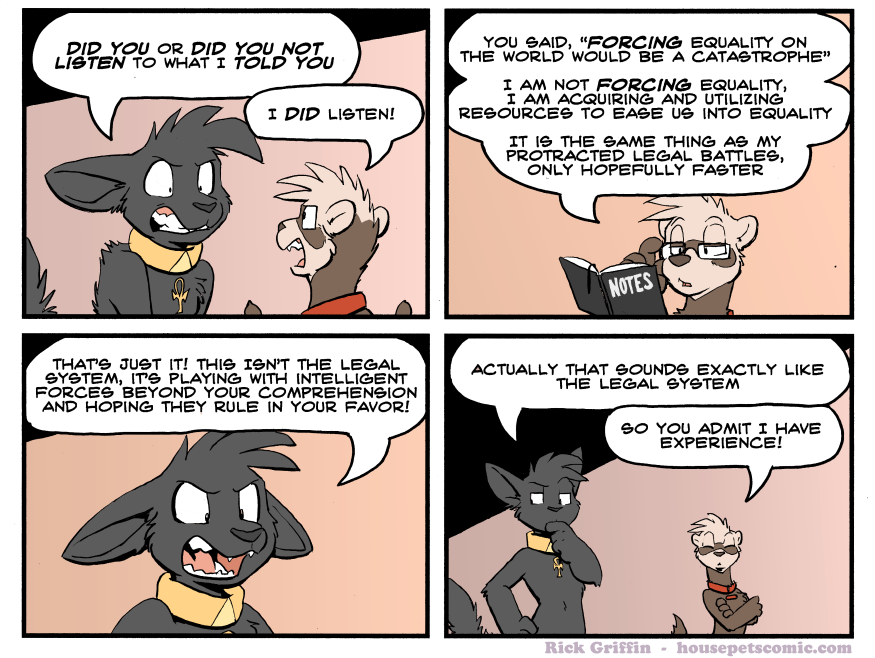 DID YOU OR DID YOU NOT
LISTEN TO WHAT I TOLD YOU
I DID LISTEN!
YOU SAID, "FORCING EQUALITY ON
THE WORLD WOULD BE A CATASTROPHE"
I AM NOT FORCING EQUALITY,
I AM ACQUIRING AND UTILIZING
RESOURCES TO EASE US INTO EQUALITY
IT IS THE SAME THING AS MY
PROTRACTED LEGAL BATTLES,
ONLY HOPEFULLY FASTER
NOTES
THAT'S JUST IT! THIS ISN'T THE LEGAL
SYSTEM, IT'S PLAYING WITH INTELLIGENT
FORCES BEYOND YOUR COMPREHENSION
AND HOPING THEY RULE IN YOUR FAVOR!
ACTUALLY THAT SOUNDS EXACTLY LIKE
THE LEGAL SYSTEM
SO YOU ADMIT I HAVE
EXPERIENCE!
Rick Griffin - housepetscomic.com